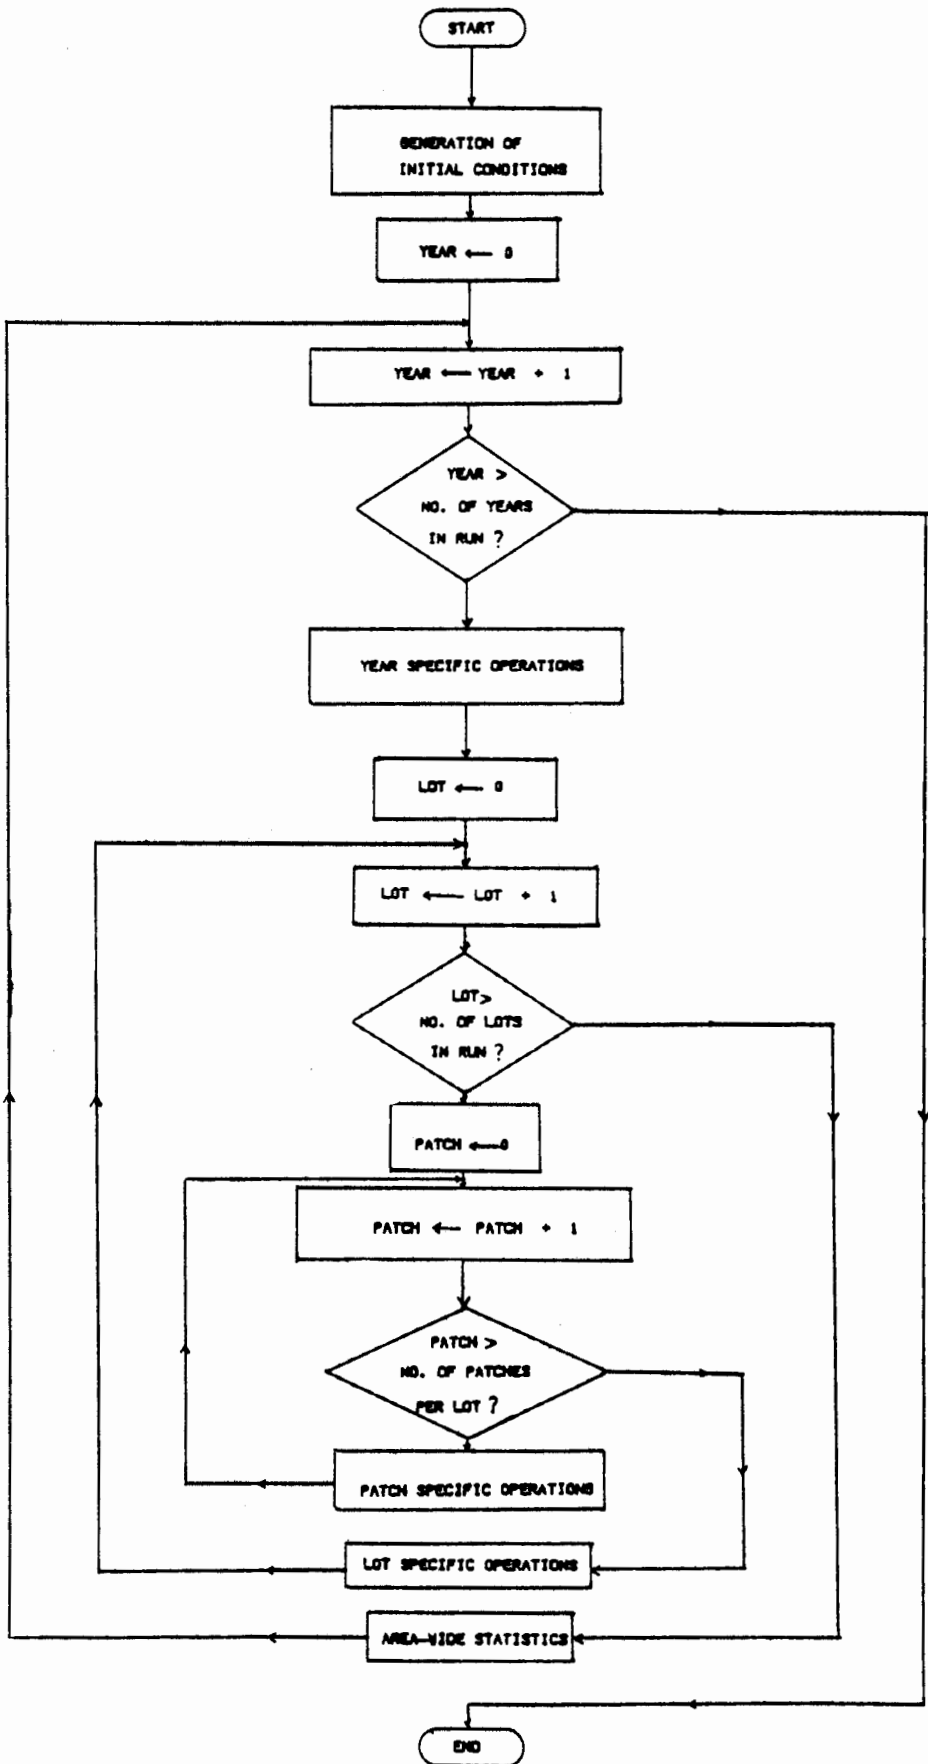 START
GENERATION OF
INITIAL CONDITIONS
YEAR ← 0
YEAR ← YEAR + 1
YEAR >
NO. OF YEARS
IN RUN ?
YEAR SPECIFIC OPERATIONS
LOT ← 0
LOT ← LOT + 1
LOT >
NO. OF LOTS
IN RUN ?
PATCH ← 0
PATCH ← PATCH + 1
PATCH >
NO. OF PATCHES
PER LOT ?
PATCH SPECIFIC OPERATIONS
LOT SPECIFIC OPERATIONS
AREA-WIDE STATISTICS
END